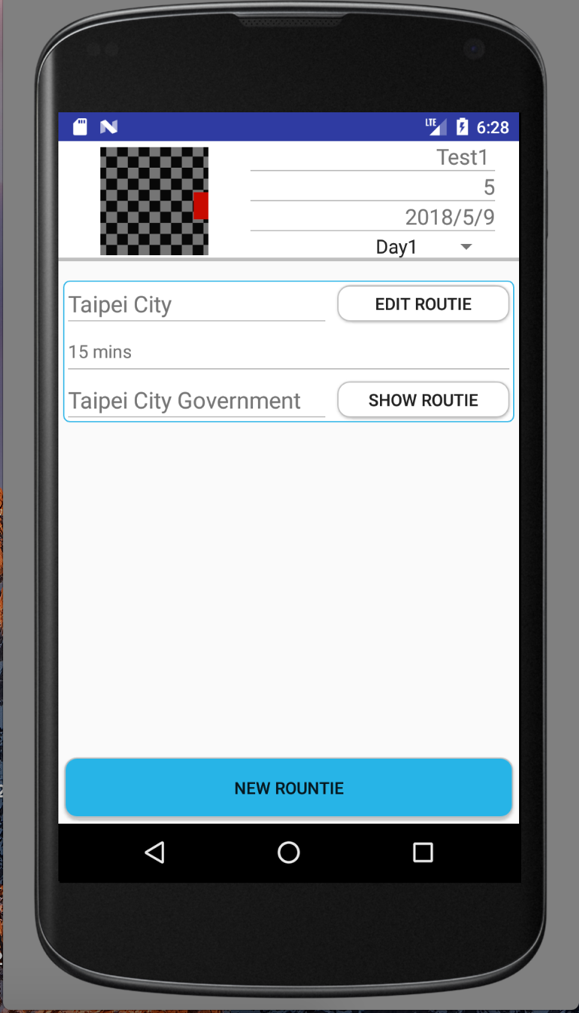 LTE 6:28
Test1
5
2018/5/9
Day1
Taipei City
EDIT ROUTIE
15 mins
Taipei City Government
SHOW ROUTIE
NEW ROUNTIE